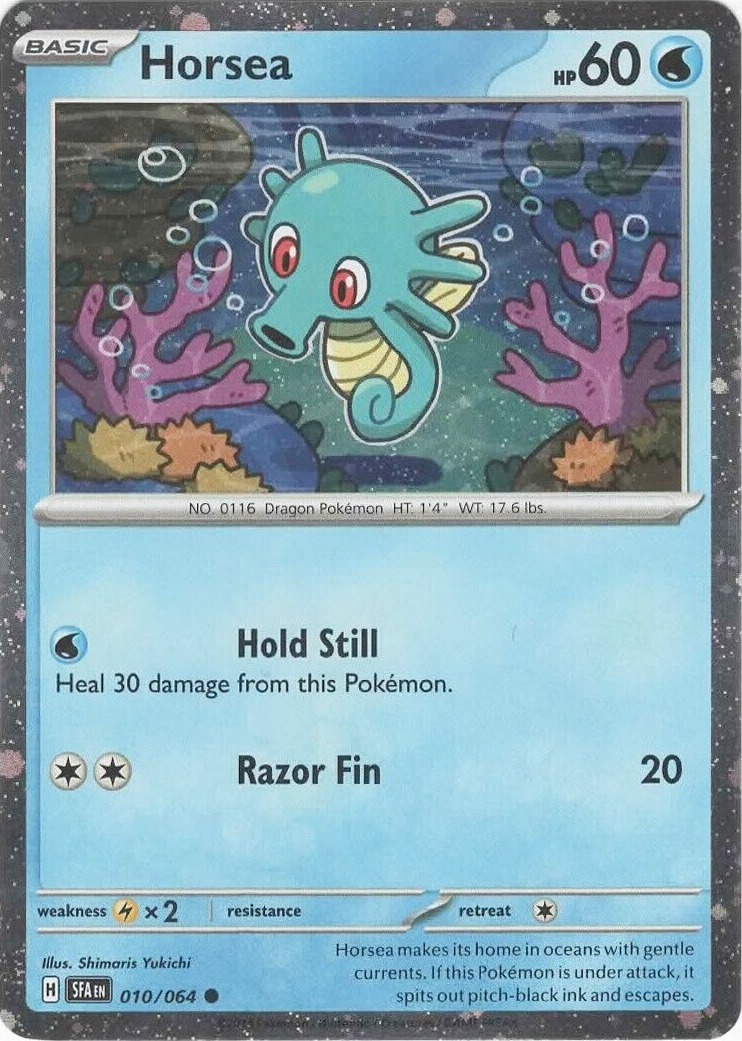 BASIC
Horsea
HP 60
NO. 0116 Dragon Pokémon HT: 1'4" WT: 17.6 lbs.
Hold Still
Heal 30 damage from this Pokémon.
Razor Fin 20
weakness ×2 resistance retreat
Illus. Shimaris Yukichi
Horsea makes its home in oceans with gentle
currents. If this Pokémon is under attack, it
spits out pitch-black ink and escapes.
H SFA EN 010/064